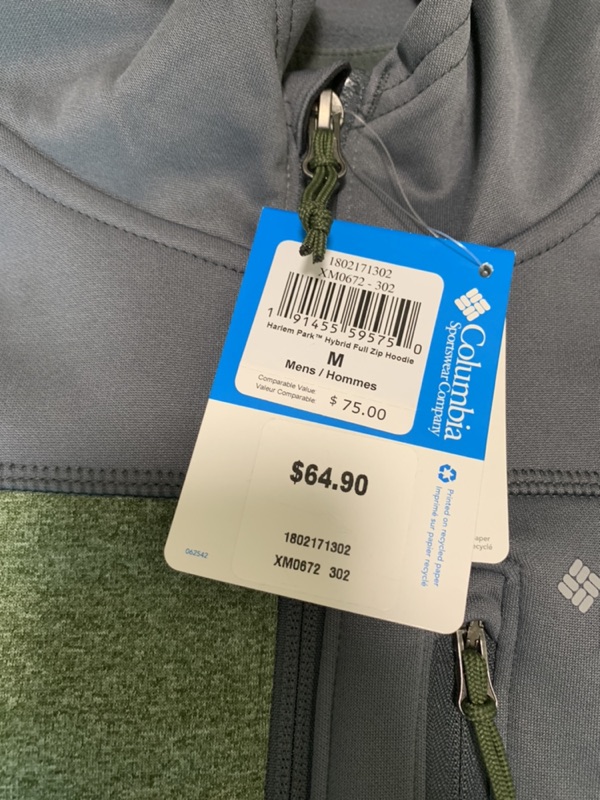 1802171302
XM0672 - 302
1 91455 59575 0
Harlem Park™ Hybrid Full Zip Hoodie
M
Mens / Hommes
Comparable Value:
Valeur Comparable:
$ 75.00
Columbia
Sportswear Company
$64.90
1802171302
XM0672 302
Printed on recycled paper
imprimé sur papier recyclé
062542
aper
ecyclé